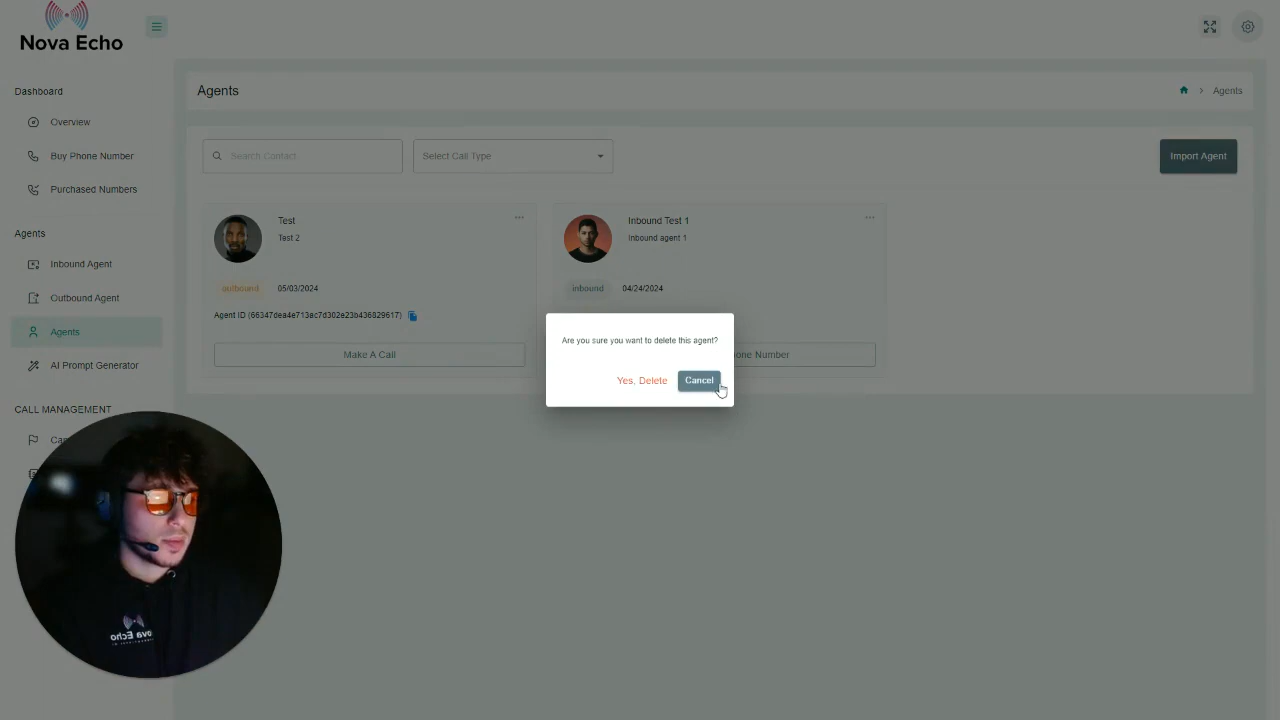 Nova Echo
Dashboard
Overview
Buy Phone Number
Purchased Numbers
Agents
Inbound Agent
Outbound Agent
Agents
AI Prompt Generator
CALL MANAGEMENT
Agents
Agents
Search Contact
Select Call Type
Import Agent
Test
Test 2
outbound 05/03/2024
Agent ID (66347dea4e713ac7d302e23b436829617)
Make A Call
Inbound Test 1
Inbound agent 1
inbound 04/24/2024
Number
Are you sure you want to delete this agent?
Yes, Delete
Cancel
Nova Echo